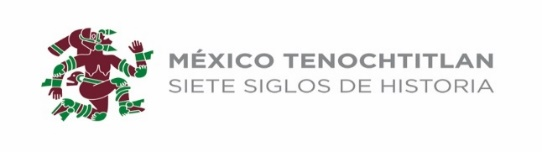 MÉXICO TENOCHTITLAN
SIETE SIGLOS DE HISTORIA